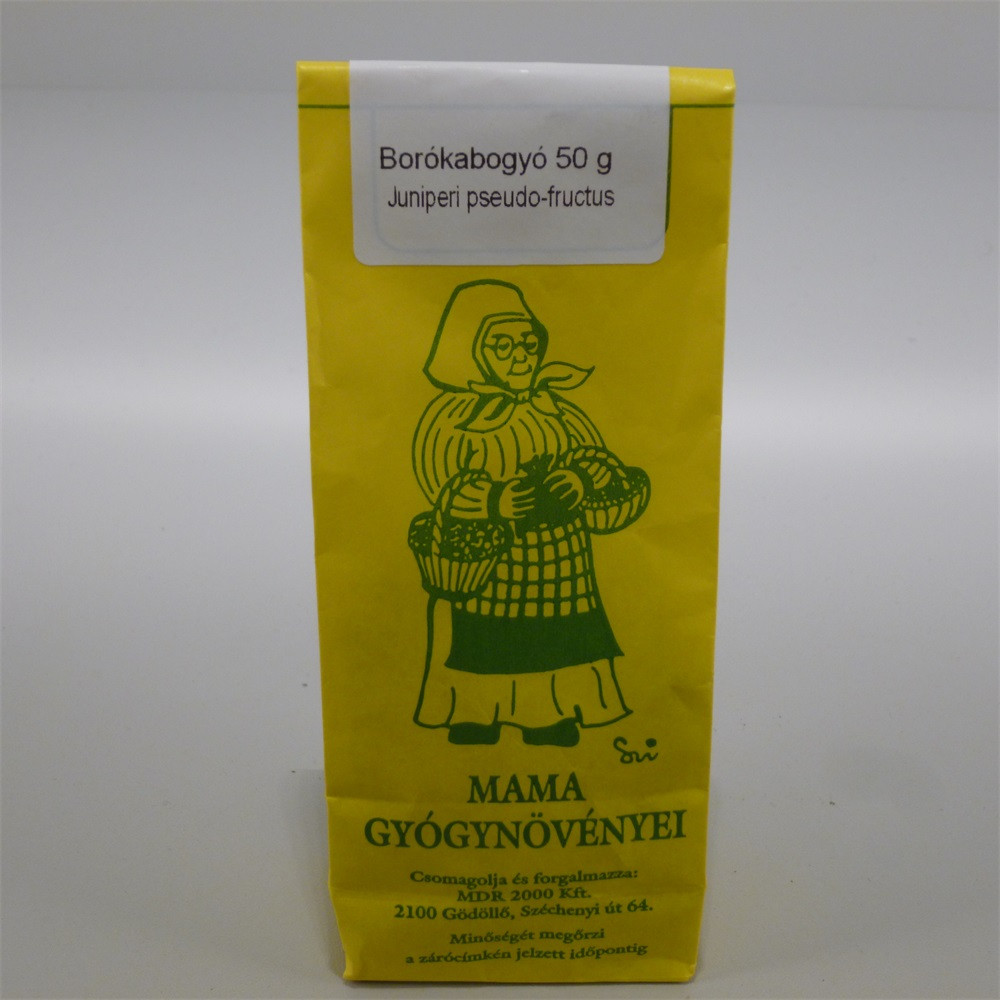 Borókabogyó 50 g
Juniperi pseudo-fructus
Svi
MAMA
GYÓGYNÖVÉNYEI
Csomagolja és forgalmazza:
MDR 2000 Kft.
2100 Gödöllő, Széchenyi út 64.
Minőségét megőrzi
a zárócímkén jelzett időpontig